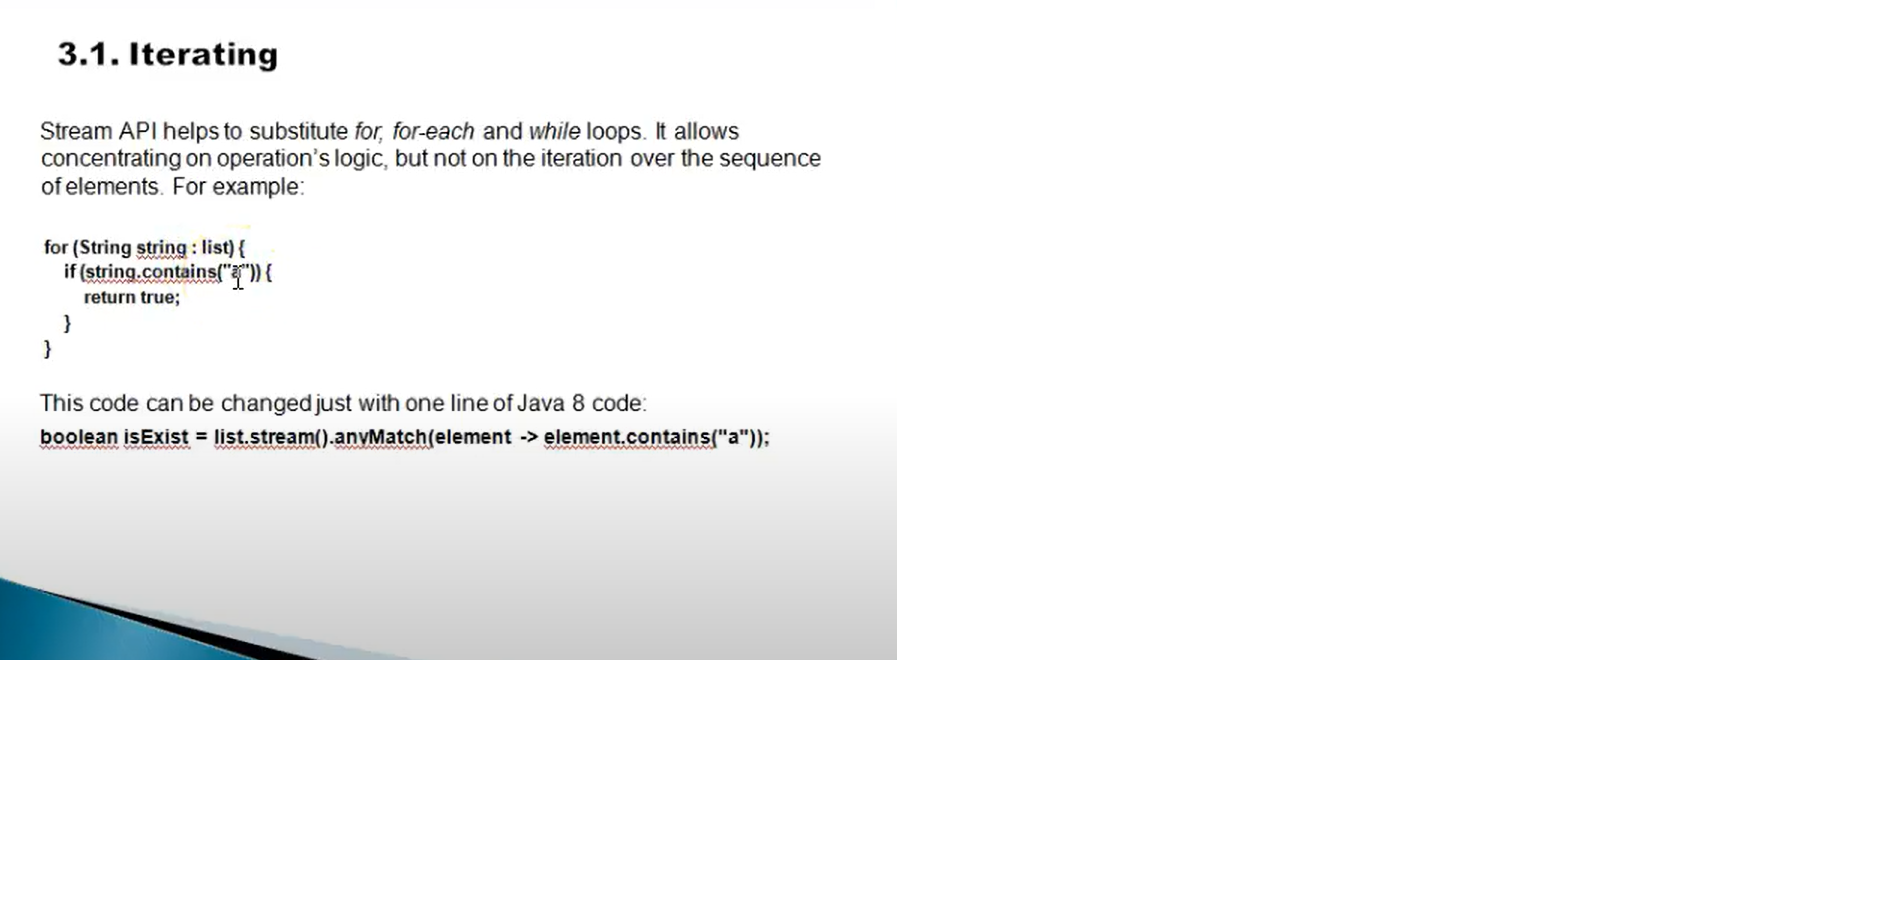 3.1. Iterating
Stream API helps to substitute for, for-each and while loops. It allows
concentrating on operation's logic, but not on the iteration over the sequence
of elements. For example:
for (String string : list) {
if (string.contains("a")) {
return true;
}
}
This code can be changed just with one line of Java 8 code:
boolean isExist = list.stream().anyMatch(element -> element.contains("a"));